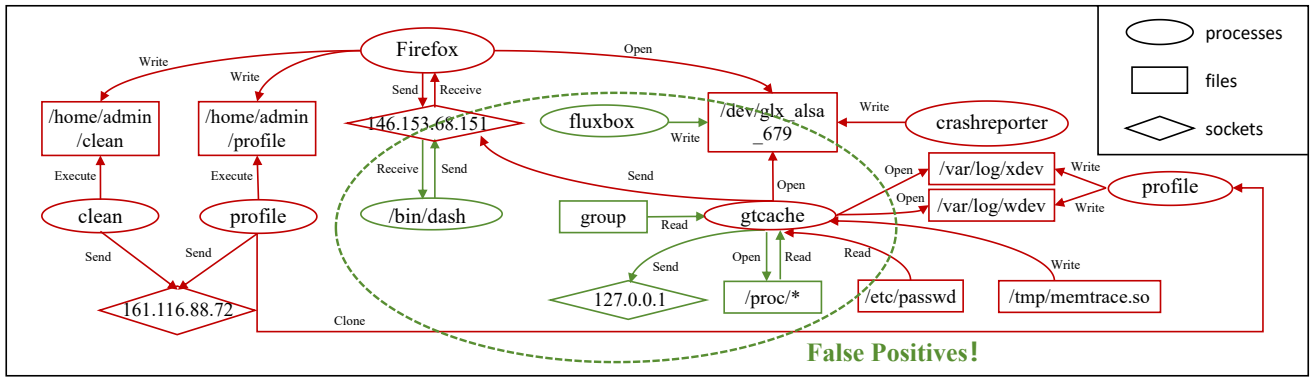 Firefox
Open
processes
Write
Write
Send
Receive
files
/home/admin
/clean
/home/admin
/profile
146.153.68.151
fluxbox
Write
/dev/glx_alsa
_679
Write
crashreporter
sockets
Execute
Execute
Receive
Send
Send
Open
Open
/var/log/xdev
Write
profile
clean
profile
/bin/dash
group
Read
gtcache
Open
/var/log/wdev
Write
Send
Send
Send
Open
Read
Read
Write
161.116.88.72
127.0.0.1
/proc/*
/etc/passwd
/tmp/memtrace.so
Clone
False Positives!